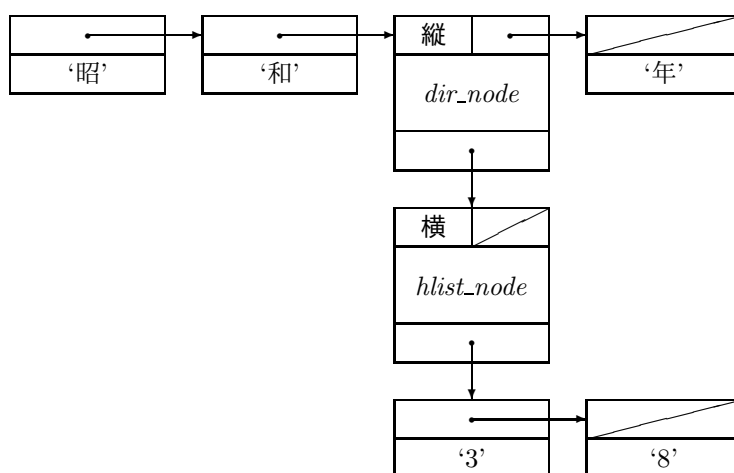 縦
‘昭’ ‘和’ ‘年’
dir_node
横
hlist_node
‘3’ ‘8’